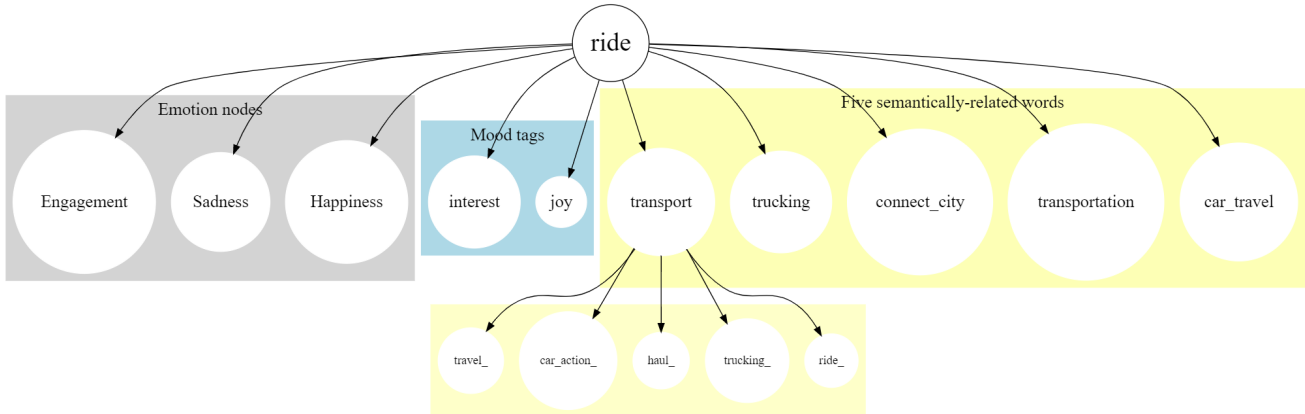 ride
Emotion nodes
Engagement
Sadness
Happiness
Mood tags
interest
joy
Five semantically-related words
transport
trucking
connect_city
transportation
car_travel
travel_
car_action_
haul_
trucking_
ride_